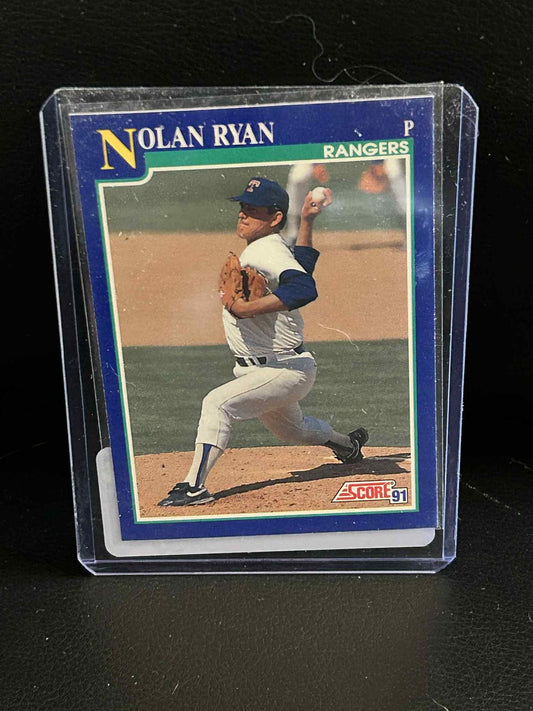 NOLAN RYAN P
RANGERS
T
SCORE 91